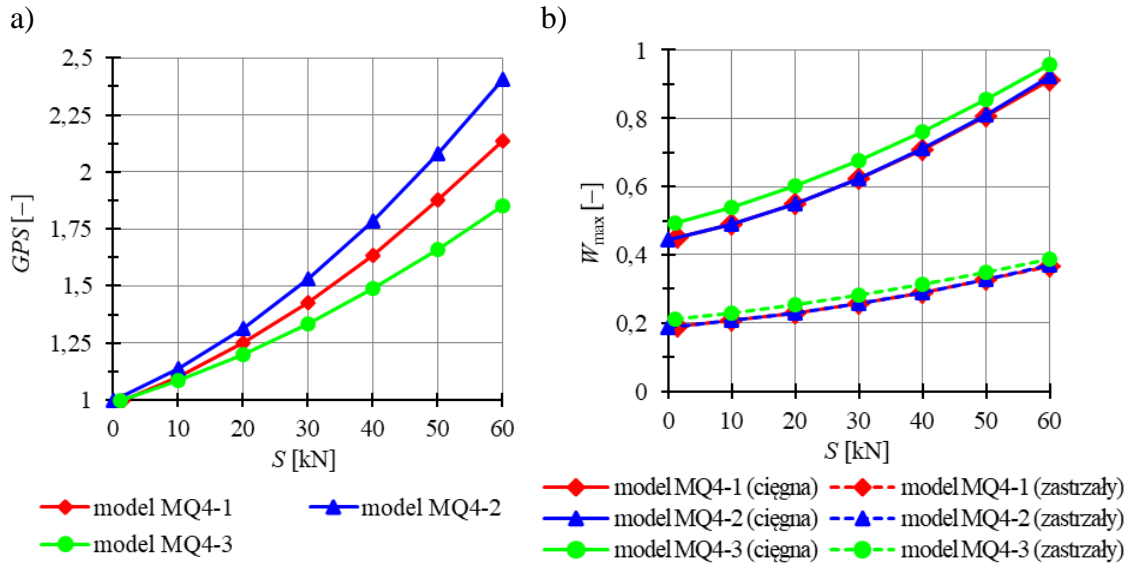 a)
2,5
2,25
2
1,75
1,5
1,25
1
GPS [−]
0 10 20 30 40 50 60
S [kN]
model MQ4-1 model MQ4-2
model MQ4-3
b)
1
0,8
0,6
0,4
0,2
0
Wmax [−]
0 10 20 30 40 50 60
S [kN]
model MQ4-1 (cięgna) model MQ4-1 (zastrzały)
model MQ4-2 (cięgna) model MQ4-2 (zastrzały)
model MQ4-3 (cięgna) model MQ4-3 (zastrzały)